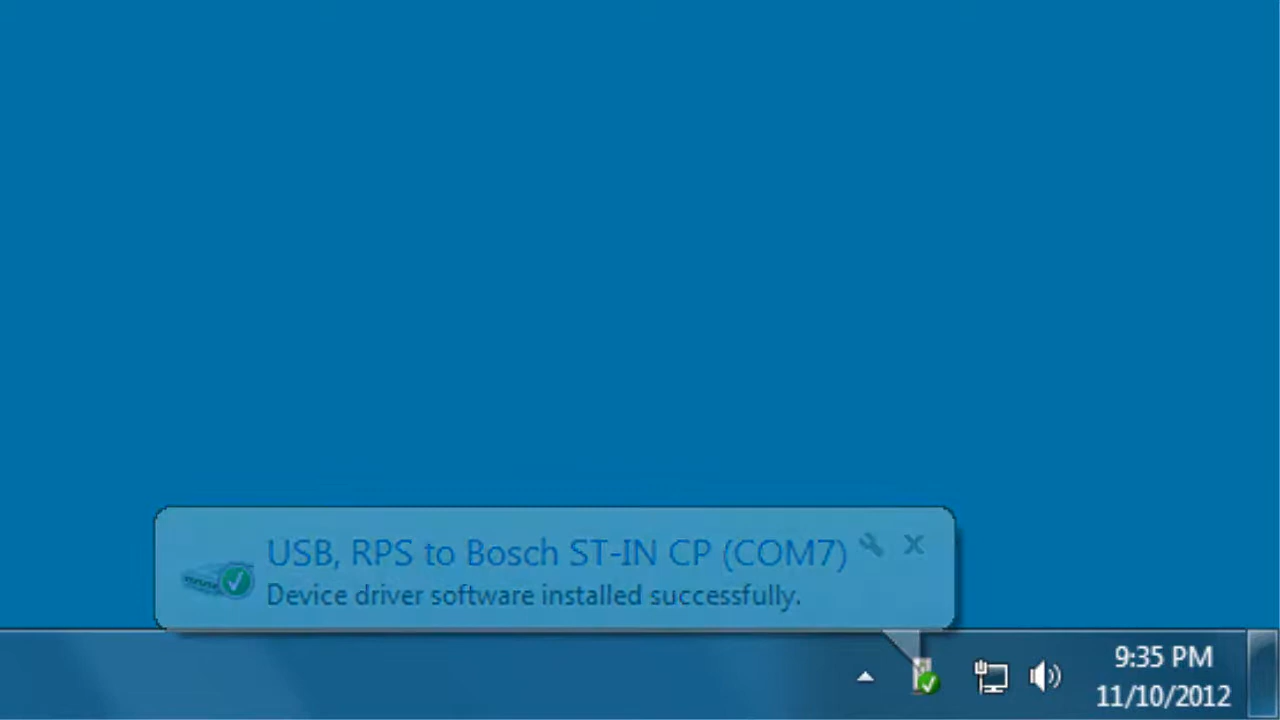 USB, RPS to Bosch ST-IN CP (COM7)
Device driver software installed successfully.
9:35 PM
11/10/2012